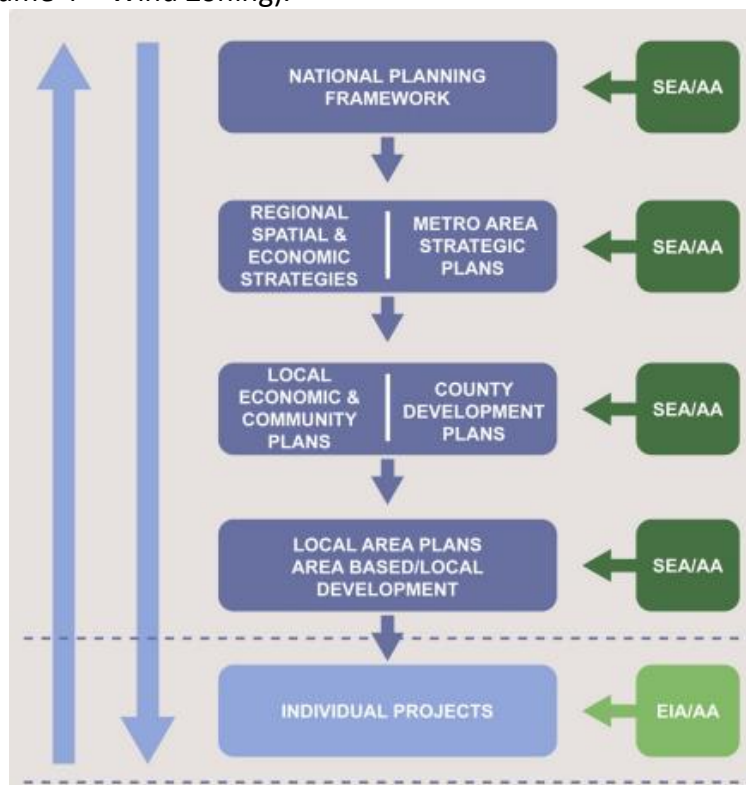 NATIONAL PLANNING
FRAMEWORK
SEA/AA
REGIONAL
SPATIAL &
ECONOMIC
STRATEGIES
METRO AREA
STRATEGIC
PLANS
SEA/AA
LOCAL
ECONOMIC &
COMMUNITY
PLANS
COUNTY
DEVELOPMENT
PLANS
SEA/AA
LOCAL AREA PLANS
AREA BASED/LOCAL
DEVELOPMENT
SEA/AA
INDIVIDUAL PROJECTS
EIA/AA